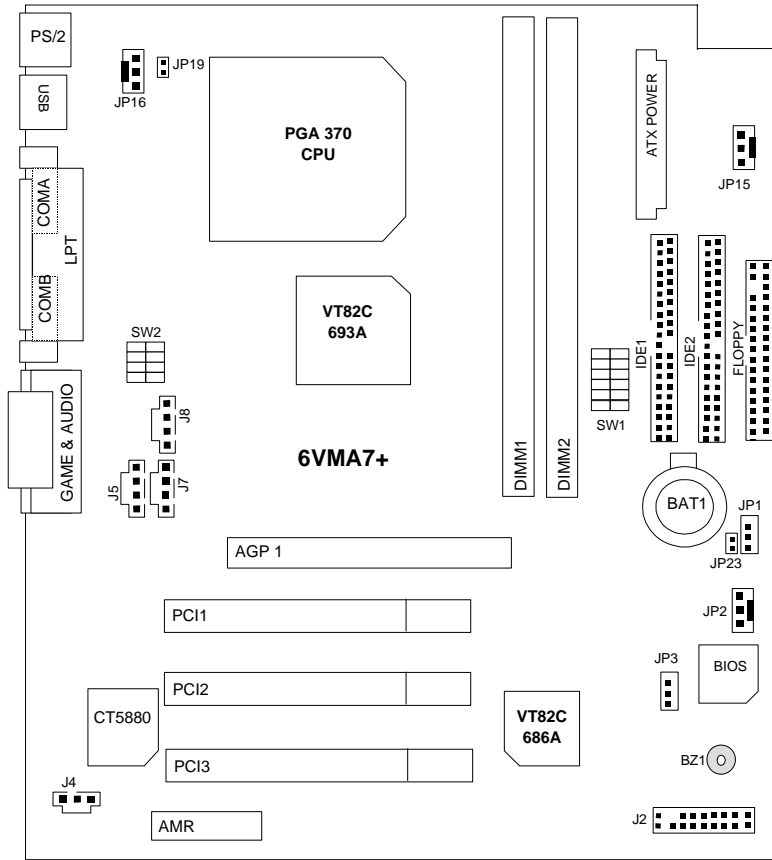 PS/2
USB
JP16
JP19
PGA 370
CPU
ATX POWER
JP15
COMA
LPT
COMB
SW2
VT82C
693A
IDE1
IDE2
FLOPPY
SW1
GAME & AUDIO
J8
J5
J7
6VMA7+
DIMM1
DIMM2
BAT1
JP1
JP23
AGP 1
JP2
PCI1
JP3
BIOS
PCI2
CT5880
VT82C
686A
PCI3
BZ1
J4
AMR
J2